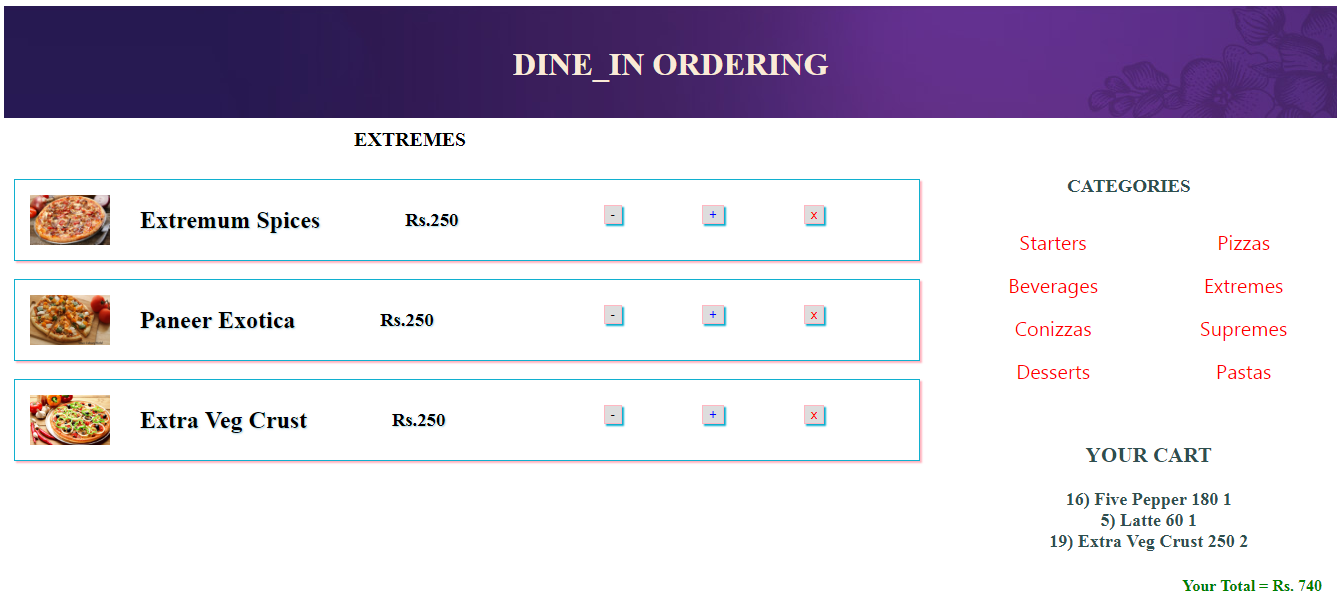 DINE_IN ORDERING
EXTREMES
Extremum Spices Rs.250 - + x
Paneer Exotica Rs.250 - + x
Extra Veg Crust Rs.250 - + x
CATEGORIES
Starters Pizzas
Beverages Extremes
Conizzas Supremes
Desserts Pastas
YOUR CART
16) Five Pepper 180 1
5) Latte 60 1
19) Extra Veg Crust 250 2
Your Total = Rs. 740